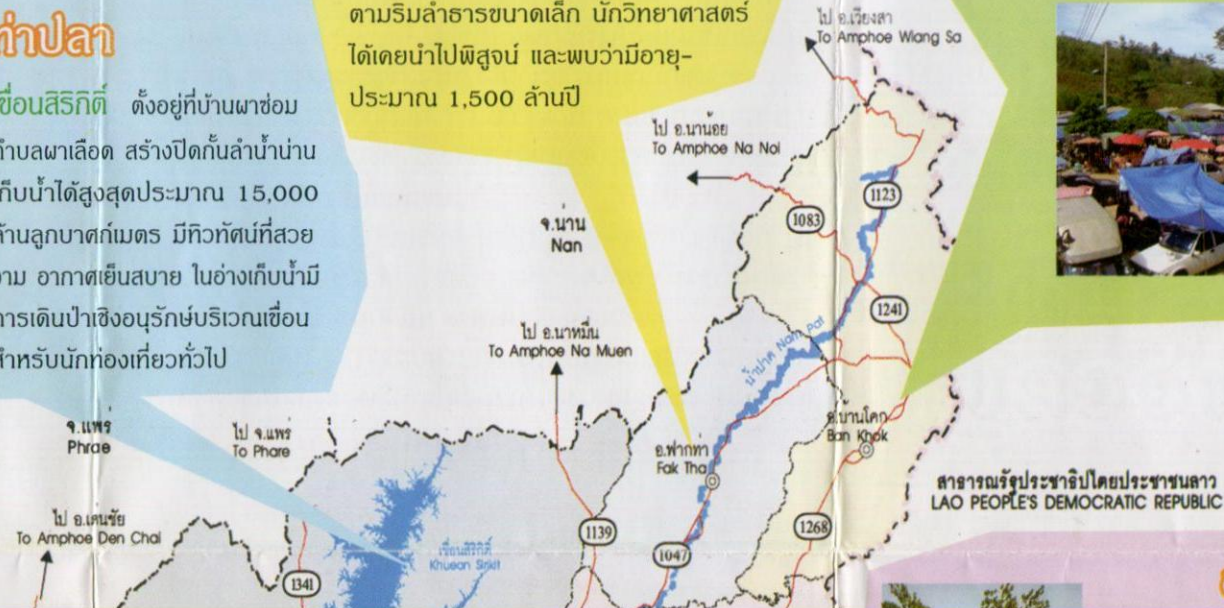 ท่าปลา
เขื่อนสิริกิติ์ ตั้งอยู่ที่บ้านผาซ่อม
ตำบลผาเลือด สร้างปิดกั้นลำน้ำน่าน
เก็บน้ำได้สูงสุดประมาณ 15,000
ล้านลูกบาศก์เมตร มีทิวทัศน์ที่สวย
งาม อากาศเย็นสบาย ในอ่างเก็บน้ำมี
การเดินป่าเชิงอนุรักษ์บริเวณเขื่อน
สำหรับนักท่องเที่ยวทั่วไป
ตามริมลำธารขนาดเล็ก นักวิทยาศาสตร์
ได้เคยนำไปพิสูจน์ และพบว่ามีอายุ-
ประมาณ 1,500 ล้านปี
ไป อ.เวียงสา
To Amphoe Wiang Sa
ไป อ.นาน้อย
To Amphoe Na Noi
1123
1083
จ.น่าน
Nan
1241
ไป อ.นาหมื่น
To Amphoe Na Muen
น้ำปาด Nam Pat
จ.แพร่
Phrae
ไป จ.แพร่
To Phare
อ.บ้านโคก
Ban Khok
อ.ฟากท่า
Fak Tha
สาธารณรัฐประชาธิปไตยประชาชนลาว
LAO PEOPLE'S DEMOCRATIC REPUBLIC
ไป อ.เด่นชัย
To Amphoe Den Chai
1139
1268
เขื่อนสิริกิติ์
Khuean Sirikit
1047
1341